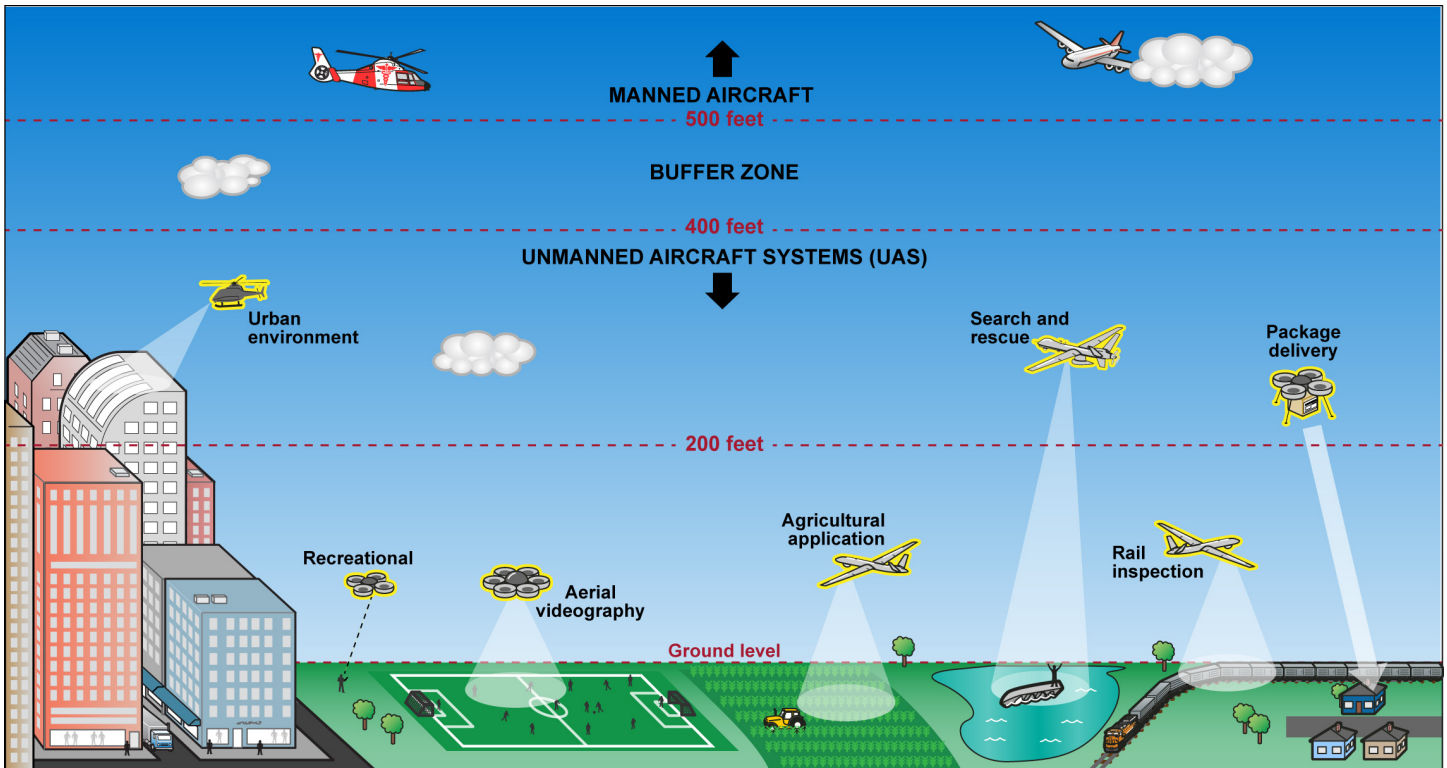 MANNED AIRCRAFT
500 feet
BUFFER ZONE
400 feet
UNMANNED AIRCRAFT SYSTEMS (UAS)
Urban
environment
Search and
rescue
Package
delivery
200 feet
Recreational
Aerial
videography
Agricultural
application
Rail
inspection
Ground level